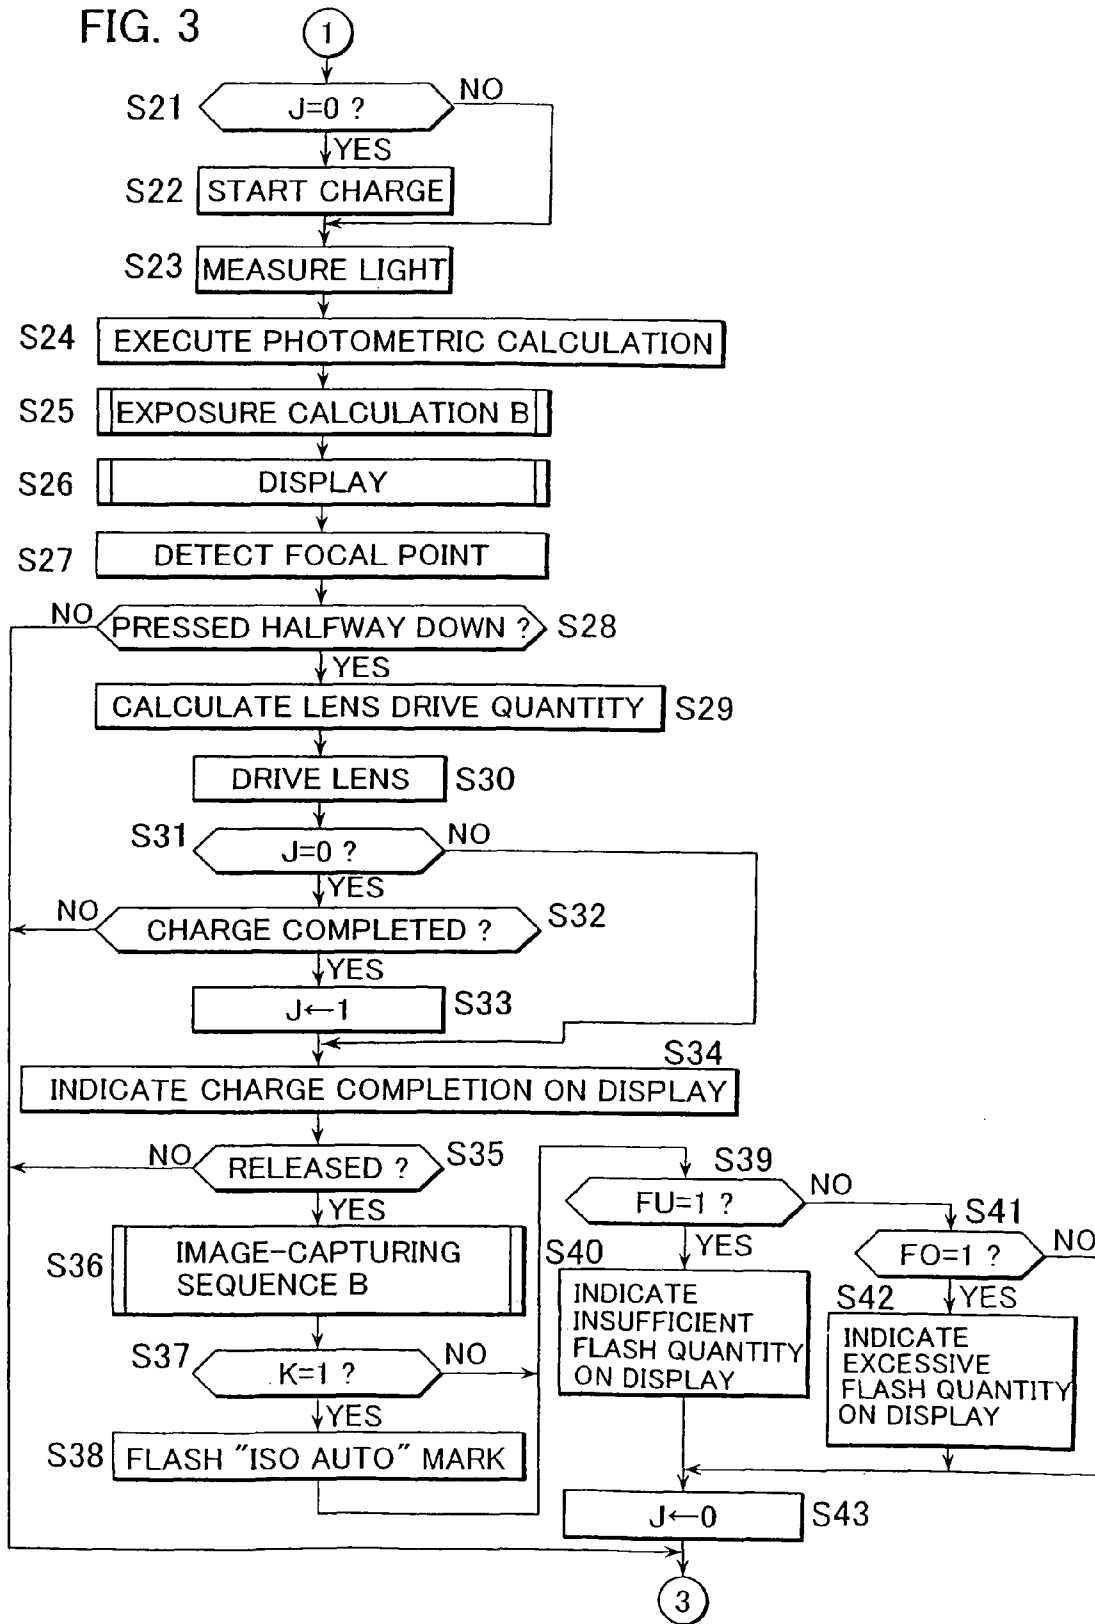 FIG. 3
1
S21
J=0 ?
NO
YES
S22
START CHARGE
S23
MEASURE LIGHT
S24
EXECUTE PHOTOMETRIC CALCULATION
S25
EXPOSURE CALCULATION B
S26
DISPLAY
S27
DETECT FOCAL POINT
NO
PRESSED HALFWAY DOWN ?
S28
YES
CALCULATE LENS DRIVE QUANTITY
S29
DRIVE LENS
S30
S31
J=0 ?
NO
YES
NO
CHARGE COMPLETED ?
S32
YES
J←1
S33
S34
INDICATE CHARGE COMPLETION ON DISPLAY
NO
RELEASED ?
S35
YES
S36
IMAGE-CAPTURING
SEQUENCE B
S37
K=1 ?
NO
YES
S38
FLASH "ISO AUTO" MARK
S39
FU=1 ?
NO
YES
S40
INDICATE
INSUFFICIENT
FLASH QUANTITY
ON DISPLAY
S41
FO=1 ?
NO
YES
S42
INDICATE
EXCESSIVE
FLASH QUANTITY
ON DISPLAY
J←0
S43
3